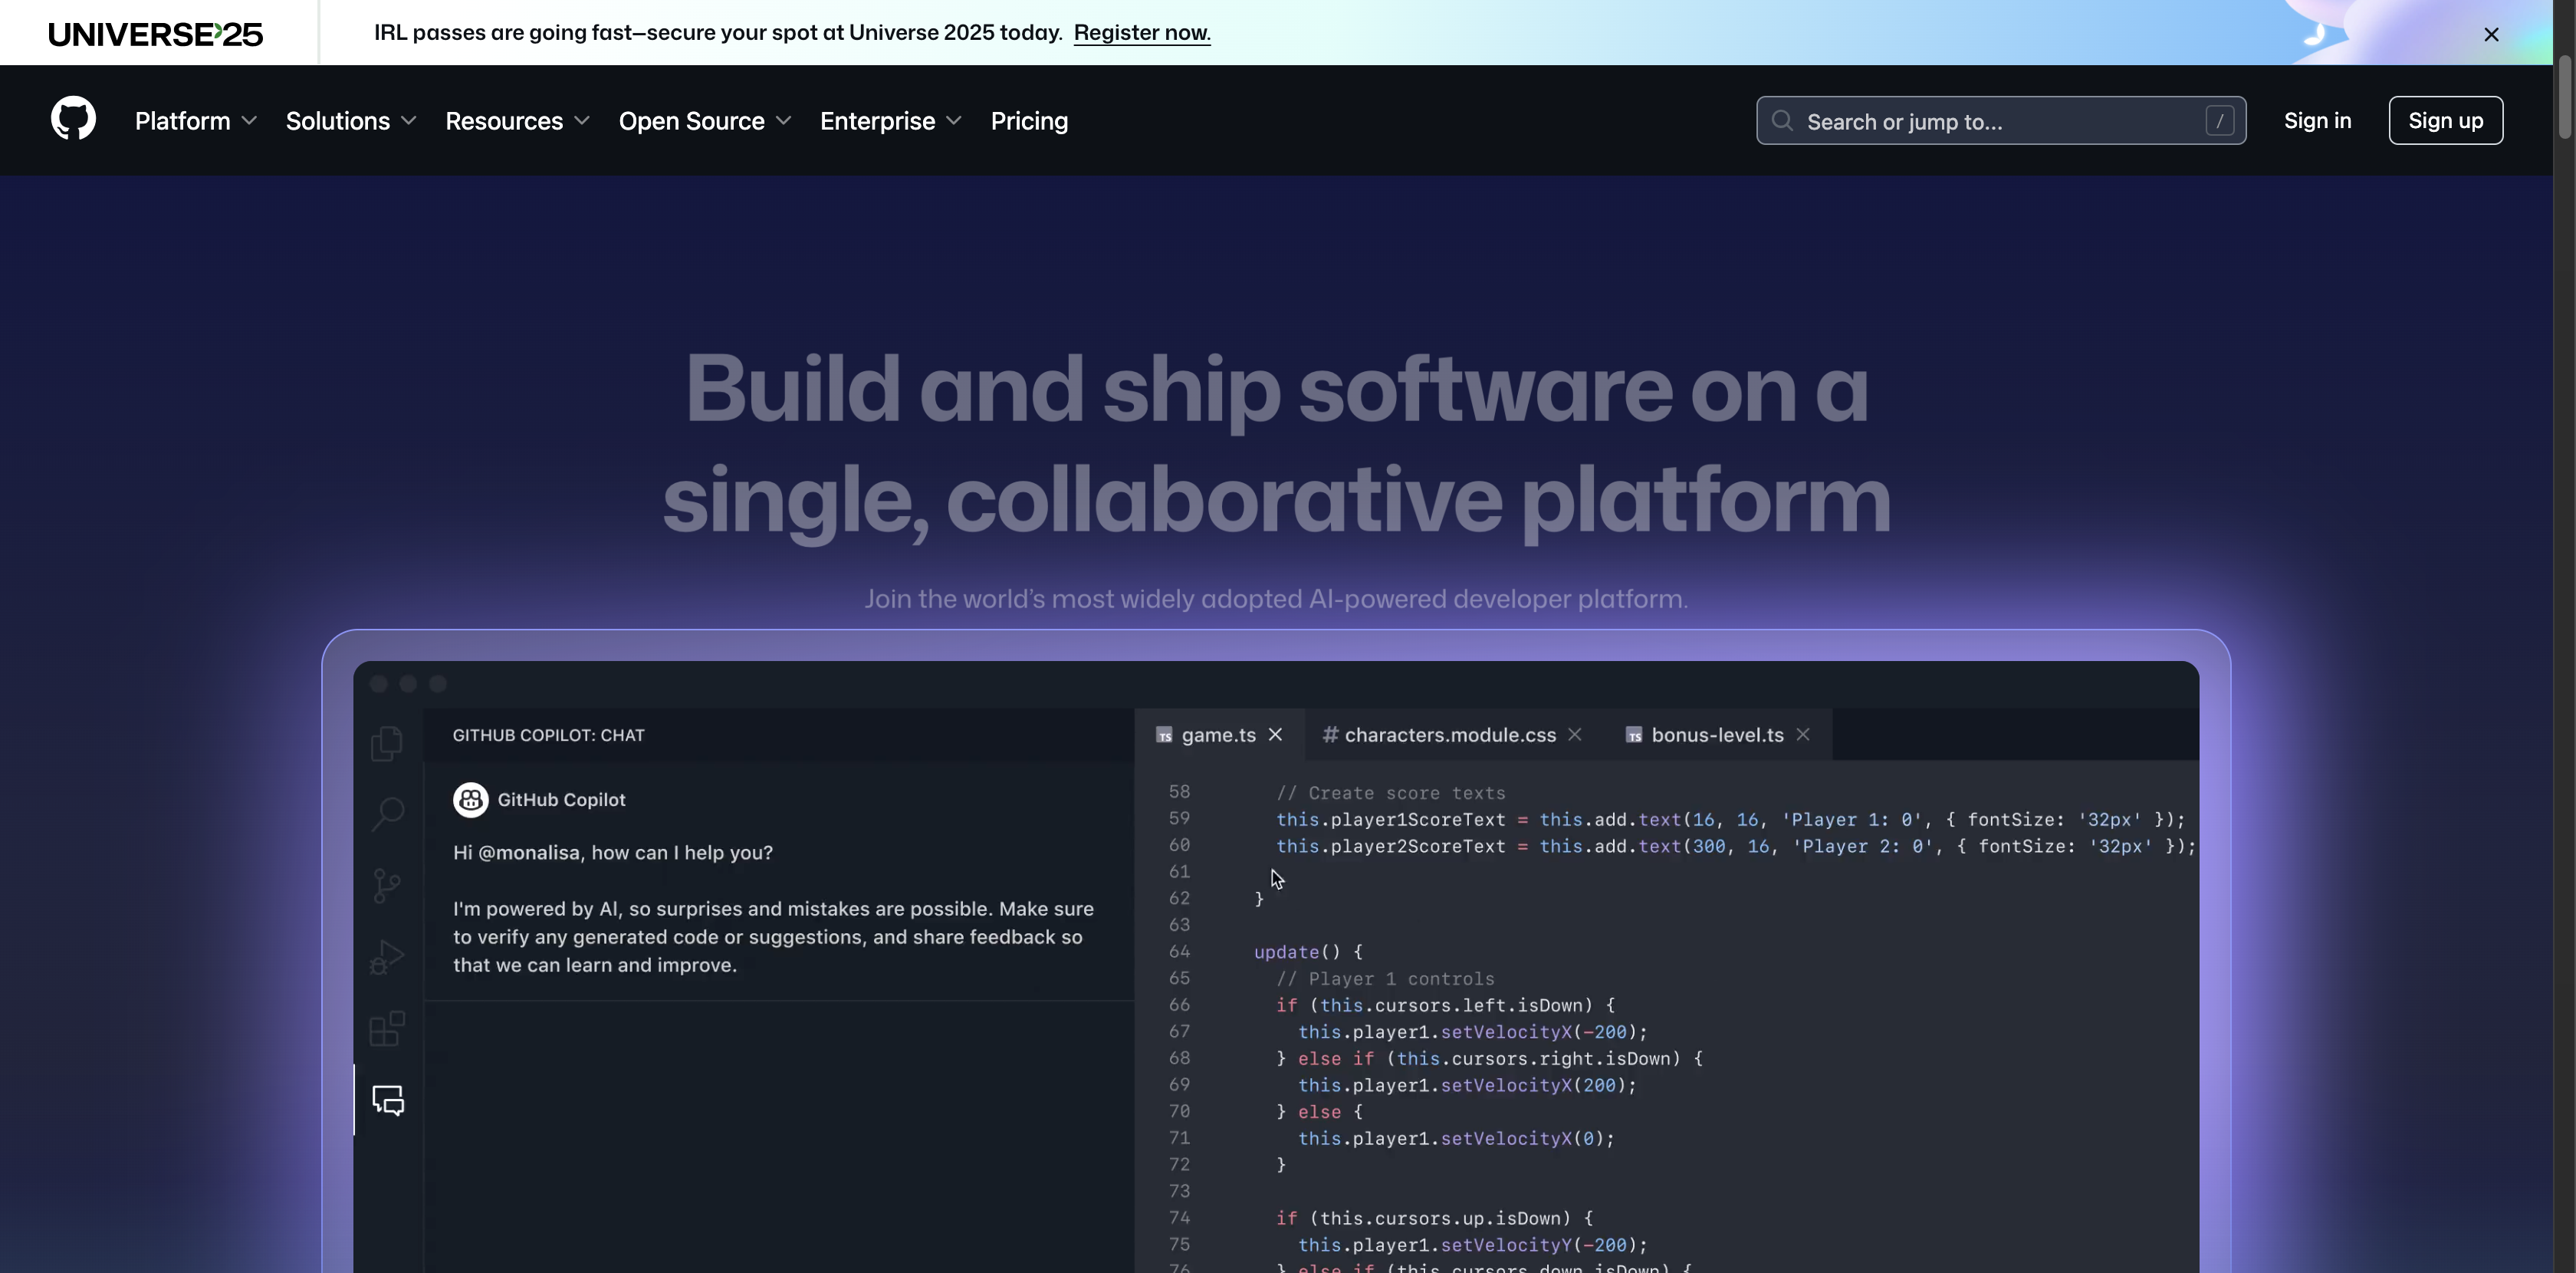 UNIVERSE'25
IRL passes are going fast—secure your spot at Universe 2025 today. Register now.
Platform Solutions Resources Open Source Enterprise Pricing
Search or jump to... /
Sign in
Sign up
Build and ship software on a
single, collaborative platform
Join the world's most widely adopted AI-powered developer platform.
GITHUB COPILOT: CHAT
GitHub Copilot
Hi @monalisa, how can I help you?
I'm powered by AI, so surprises and mistakes are possible. Make sure
to verify any generated code or suggestions, and share feedback so
that we can learn and improve.
TS game.ts # characters.module.css TS bonus-level.ts
58 // Create score texts
59 this.player1ScoreText = this.add.text(16, 16, 'Player 1: 0', { fontSize: '32px' });
60 this.player2ScoreText = this.add.text(300, 16, 'Player 2: 0', { fontSize: '32px' });
61
62 }
63
64 update() {
65 // Player 1 controls
66 if (this.cursors.left.isDown) {
67 this.player1.setVelocityX(-200);
68 } else if (this.cursors.right.isDown) {
69 this.player1.setVelocityX(200);
70 } else {
71 this.player1.setVelocityX(0);
72 }
73
74 if (this.cursors.up.isDown) {
75 this.player1.setVelocityY(-200);
76 } else if (this.cursors.down.isDown) {